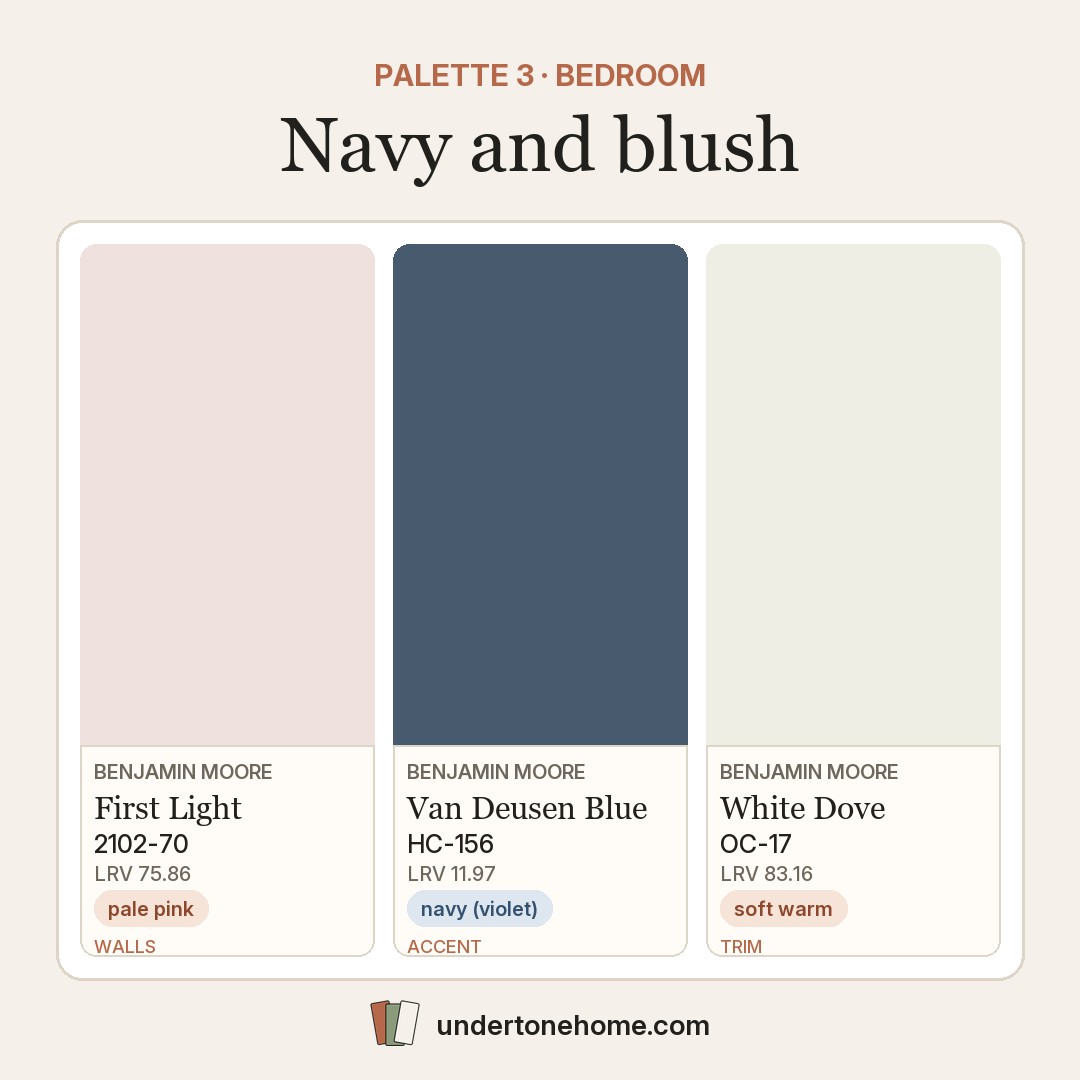 PALETTE 3 · BEDROOM
Navy and blush
BENJAMIN MOORE
First Light
2102-70
LRV 75.86
pale pink
WALLS
BENJAMIN MOORE
Van Deusen Blue
HC-156
LRV 11.97
navy (violet)
ACCENT
BENJAMIN MOORE
White Dove
OC-17
LRV 83.16
soft warm
TRIM
undertonehome.com